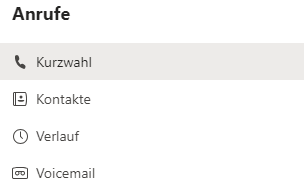 Anrufe
Kurzwahl
Kontakte
Verlauf
Voicemail